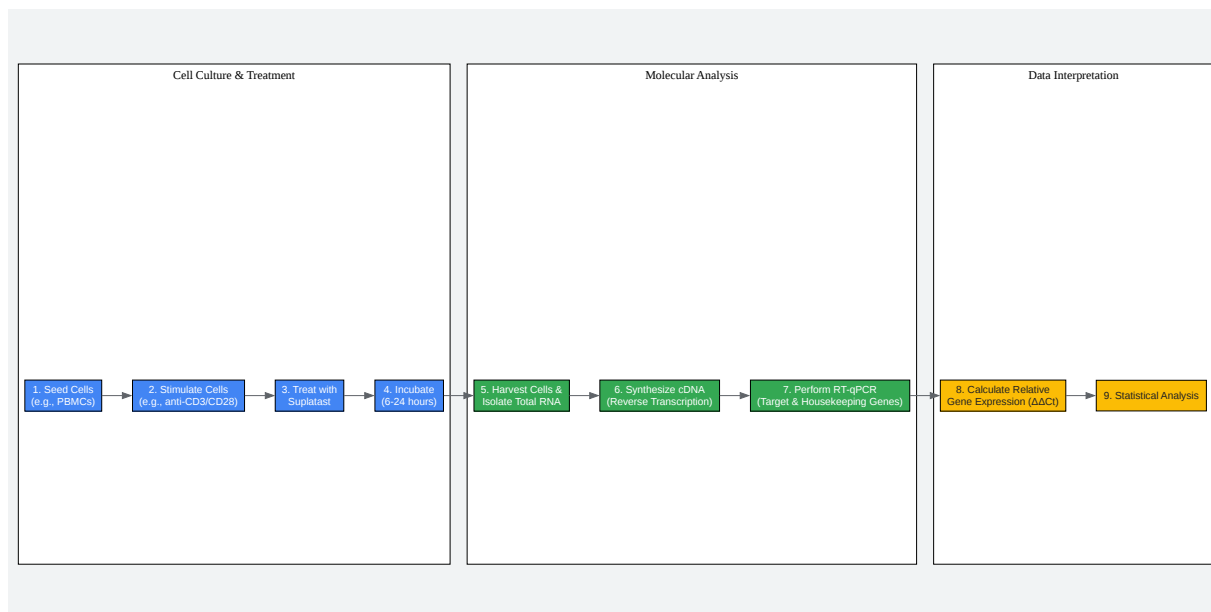 Cell Culture & Treatment
1. Seed Cells
(e.g., PBMCs)
2. Stimulate Cells
(e.g., anti-CD3/CD28)
3. Treat with
Suplatast
4. Incubate
(6-24 hours)
Molecular Analysis
5. Harvest Cells &
Isolate Total RNA
6. Synthesize cDNA
(Reverse Transcription)
7. Perform RT-qPCR
(Target & Housekeeping Genes)
Data Interpretation
8. Calculate Relative
Gene Expression (ΔΔCt)
9. Statistical Analysis